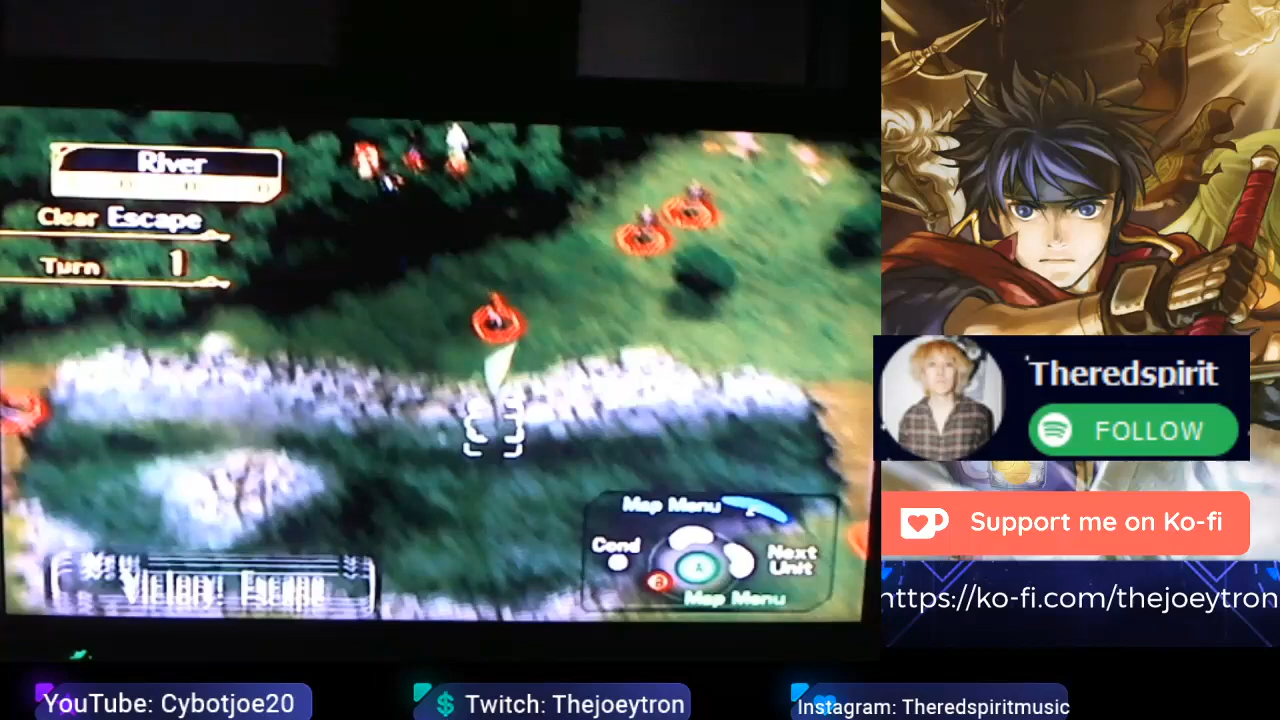 River
Clear Escape
Turn 1
Victory: Escape
Map Menu
Cond
Next
Unit
A
B
Map Menu
Theredspirit
FOLLOW
Support me on Ko-fi
https://ko-fi.com/thejoeytron
YouTube: Cybotjoe20
$ Twitch: Thejoeytron
Instagram: Theredspiritmusic